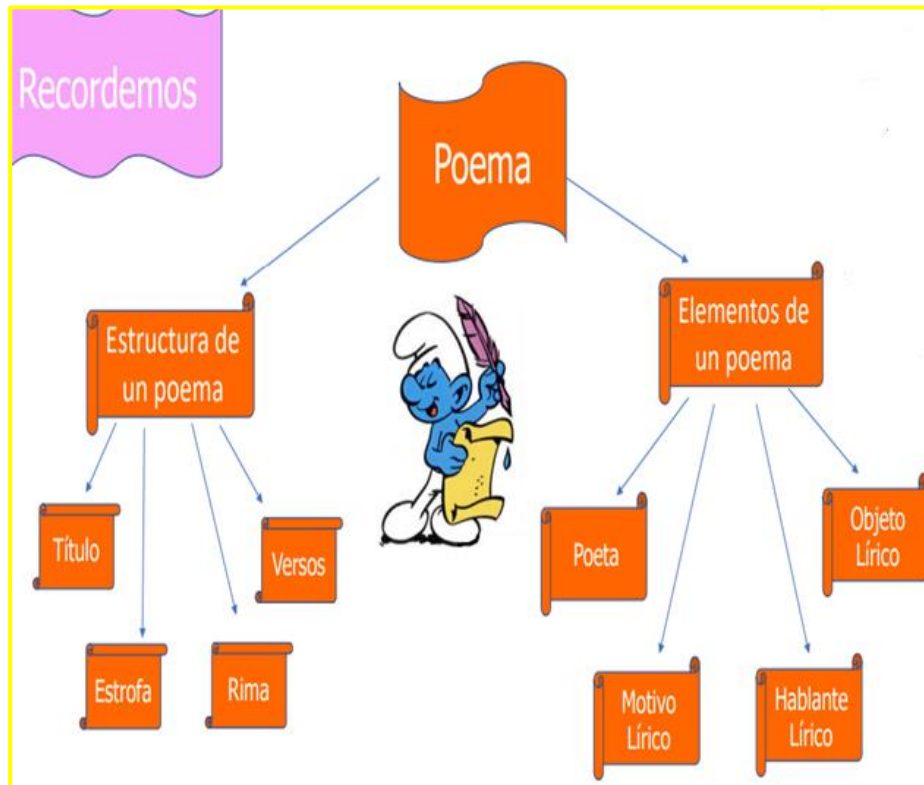 Recordemos
Poema
Estructura de
un poema
Elementos de
un poema
Título
Estrofa
Rima
Versos
Poeta
Motivo
Lírico
Hablante
Lírico
Objeto
Lírico